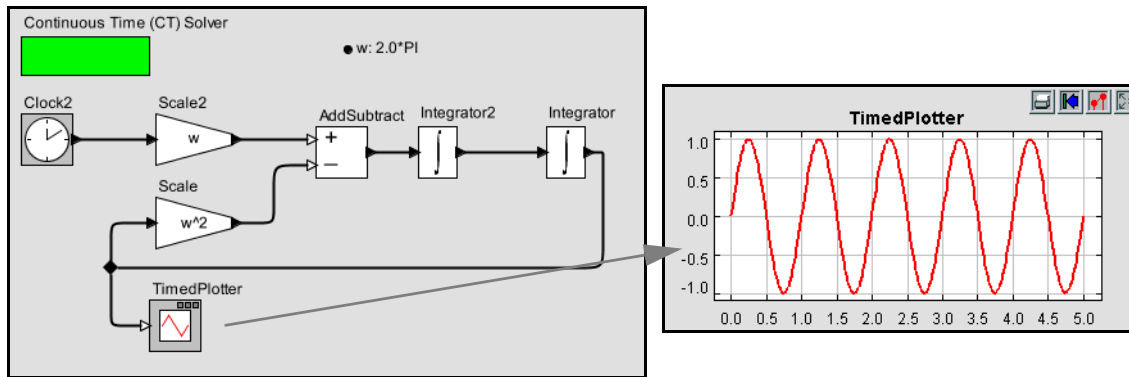 Continuous Time (CT) Solver
w: 2.0*PI
Clock2
Scale2
AddSubtract
Integrator2
Integrator
w
+
−
∫
∫
Scale
w^2
TimedPlotter
TimedPlotter
1.0
0.5
0.0
-0.5
-1.0
0.0 0.5 1.0 1.5 2.0 2.5 3.0 3.5 4.0 4.5 5.0